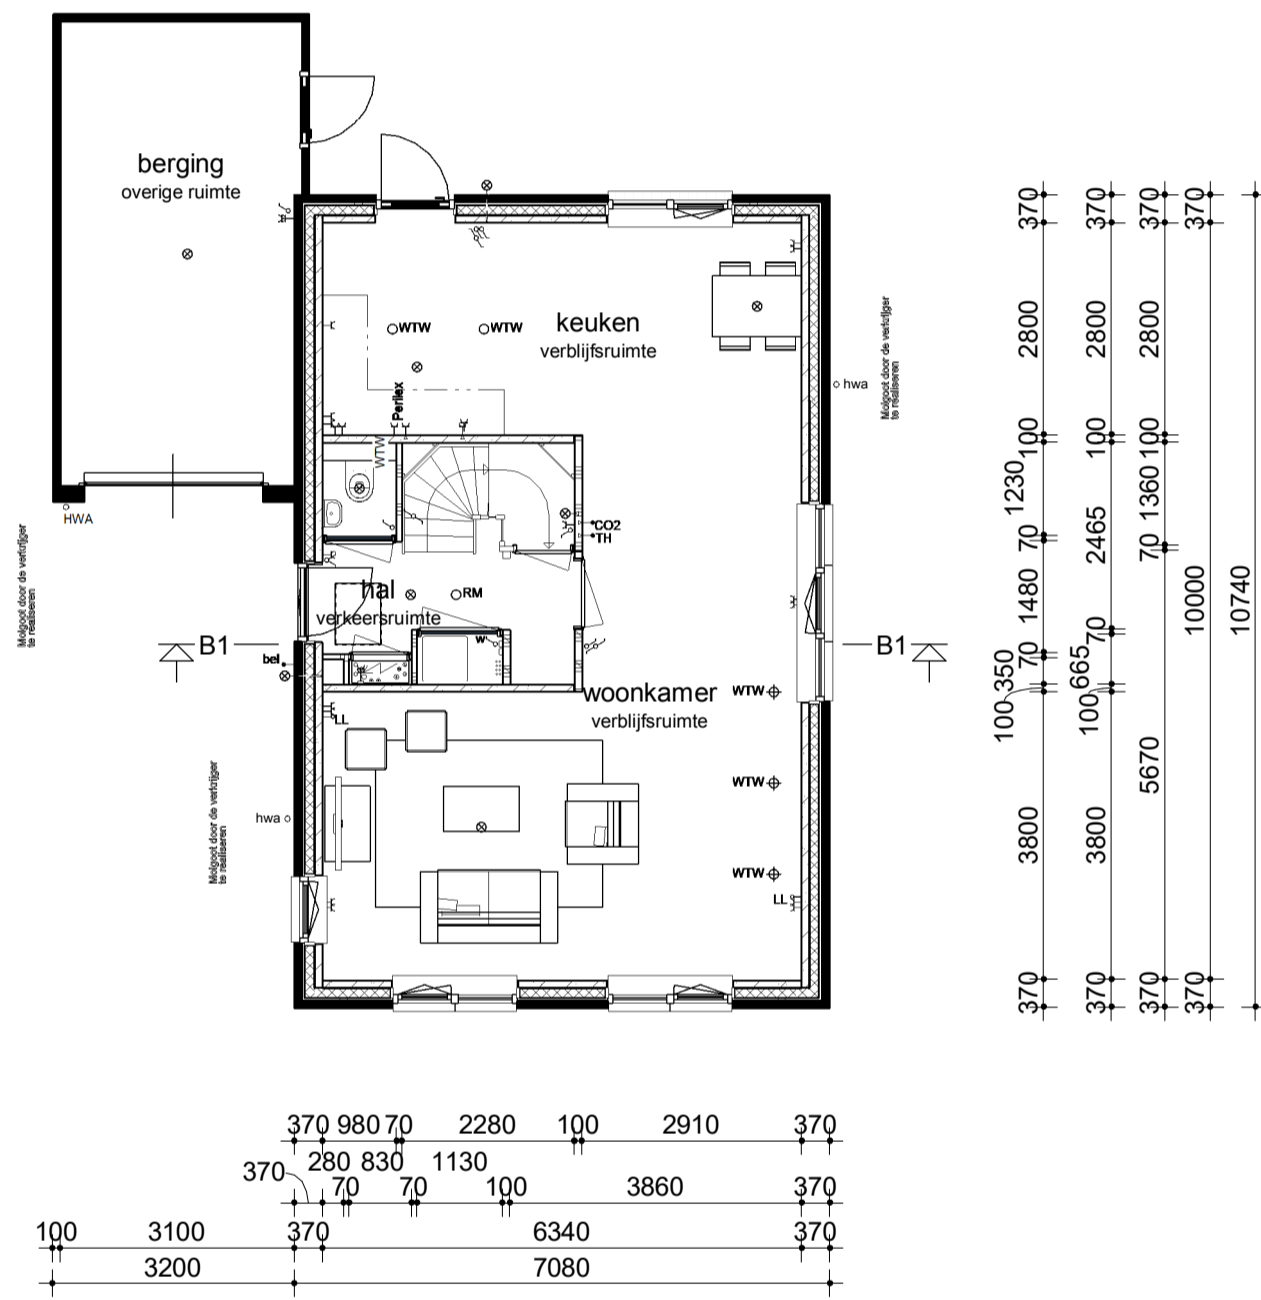 berging
overige ruimte
keuken
verblijfsruimte
WTW
WTW
Perilex
WTW
hwa
Molgoot door de verkrijger
te realiseren
HWA
Molgoot door de verkrijger
te realiseren
CO2
TH
hal
verkeersruimte
RM
w
B1
B1
bel
woonkamer
verblijfsruimte
WTW
LL
WTW
WTW
LL
hwa
Molgoot door de verkrijger
te realiseren
370 2800 100 1230 70 1480 70 350 100 3800 370
370 2800 100 2465 70 665 100 3800 370
370 2800 100 1360 70 5670 370
370 10000 370
10740
370 980 70 2280 100 2910 370
280 830 1130
370 70 70 100 3860 370
100 3100 370 6340 370
3200 7080